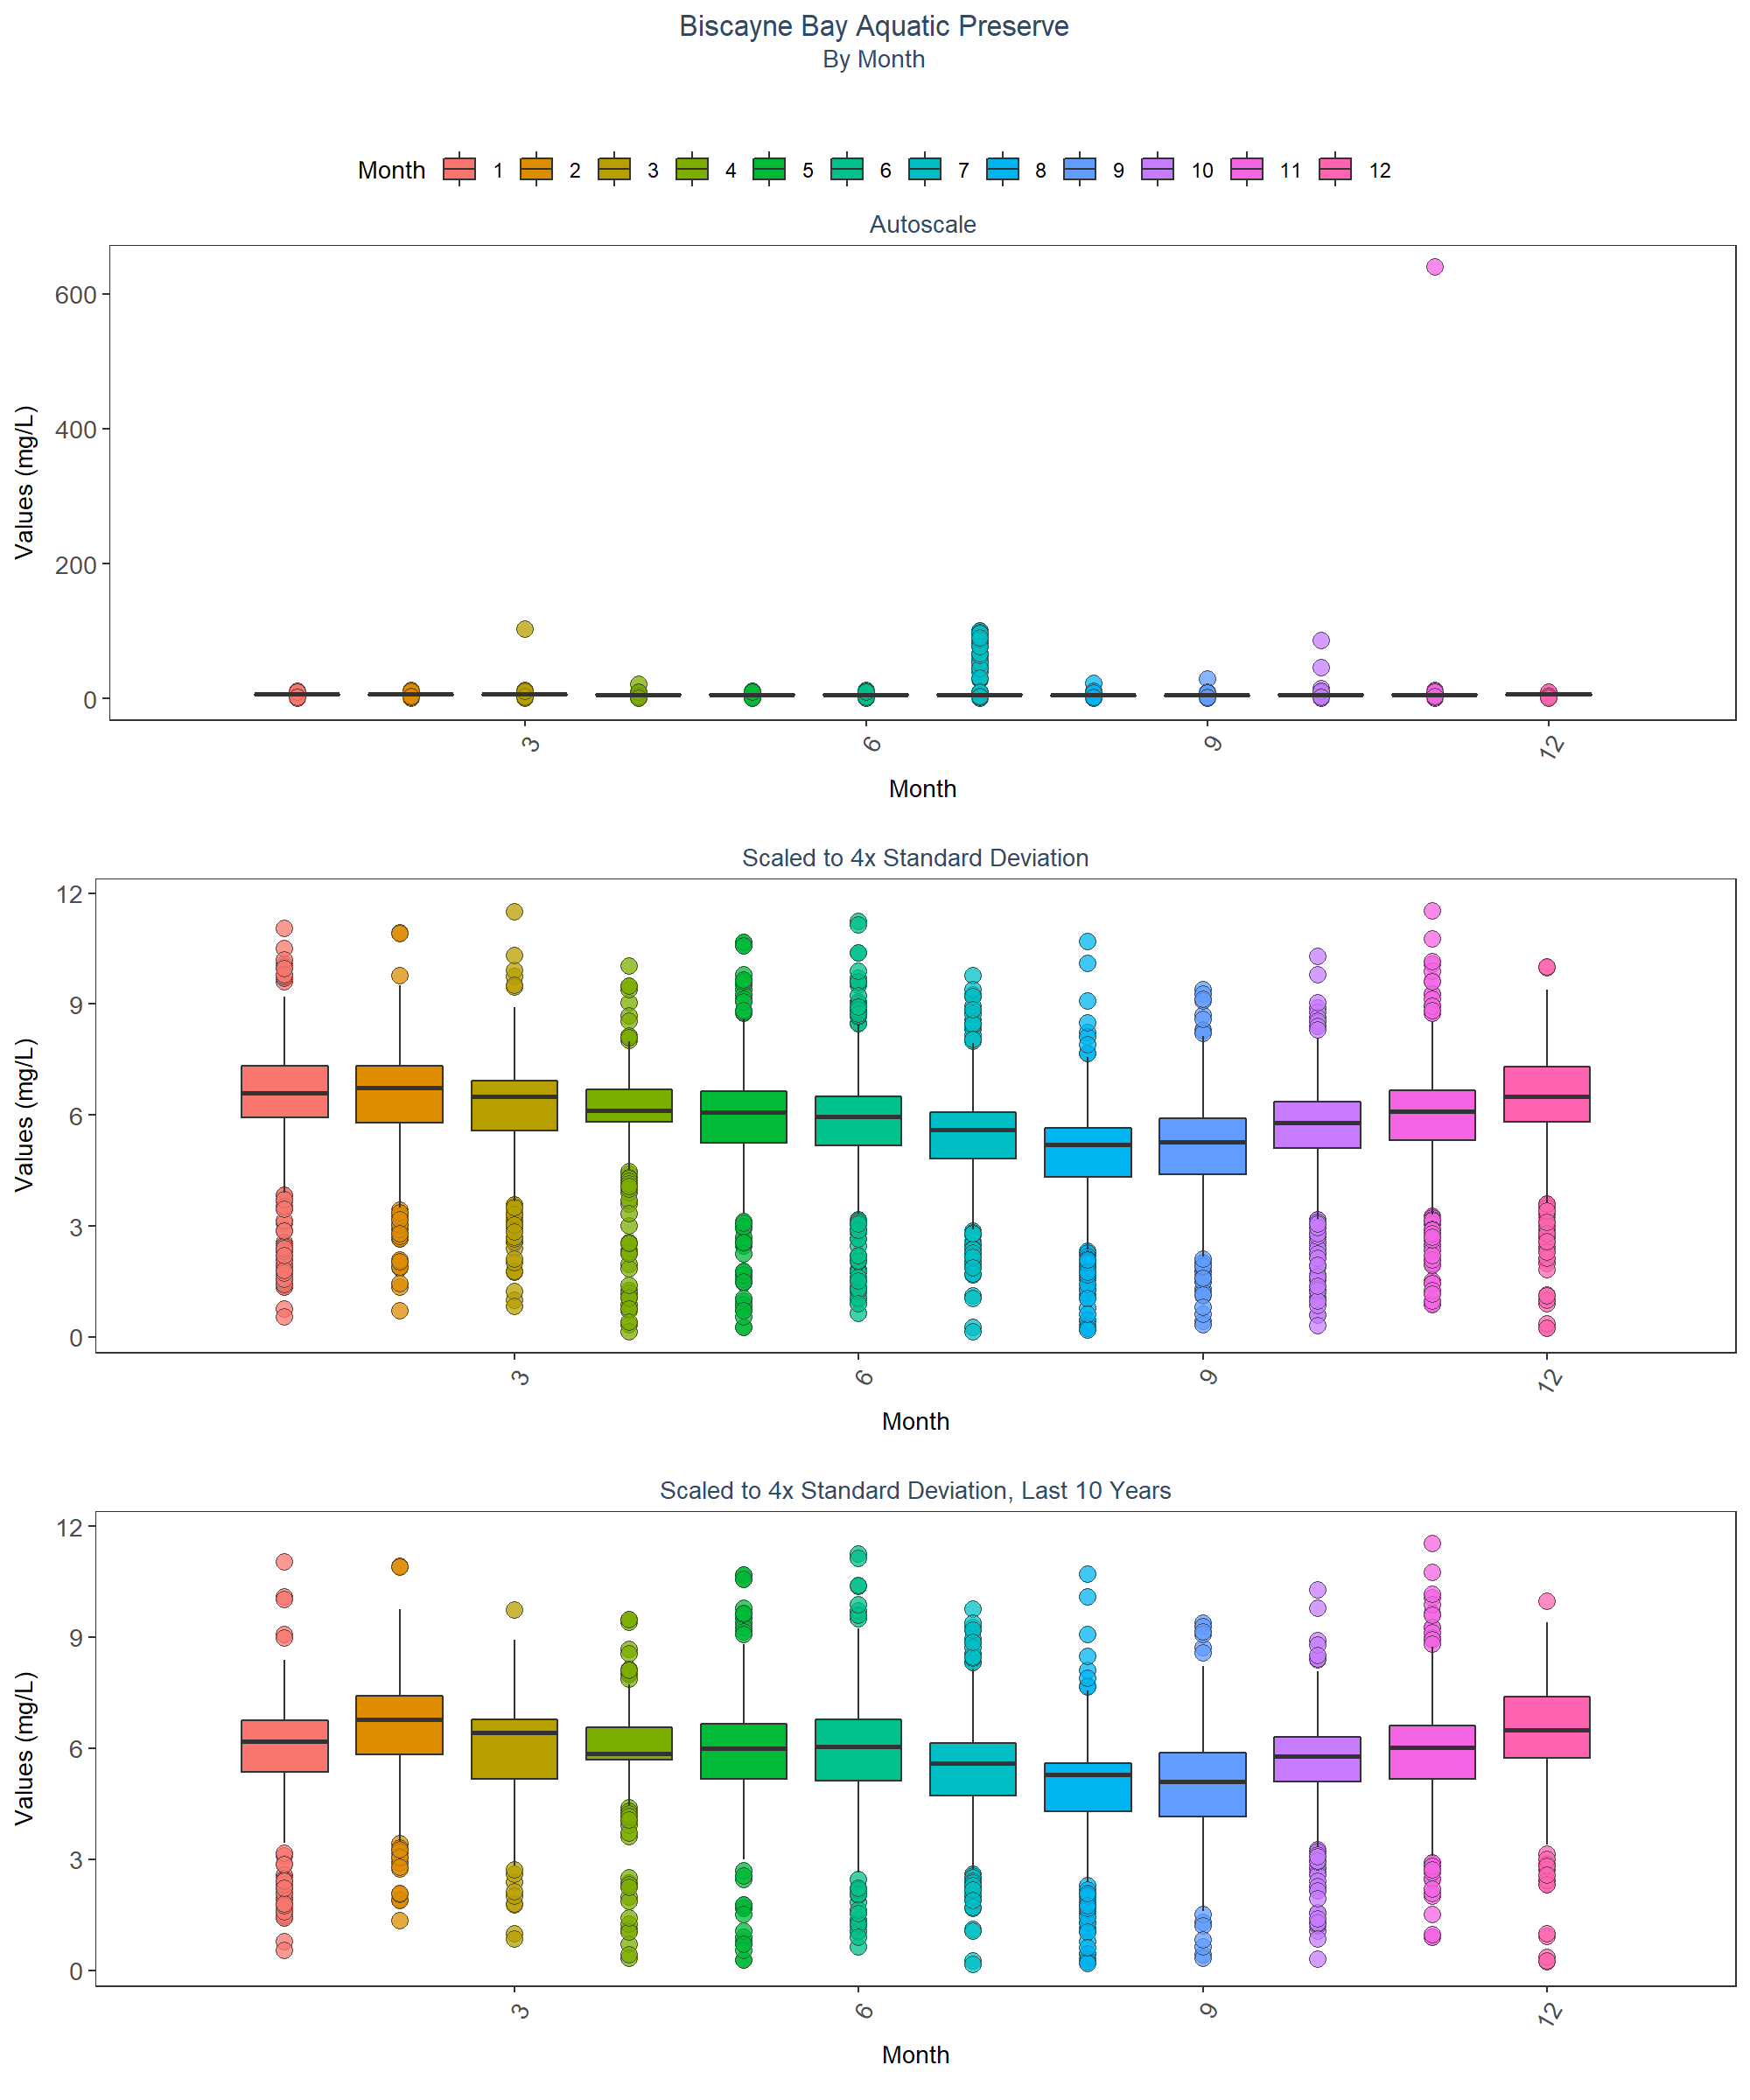 Biscayne Bay Aquatic Preserve
By Month
Month 1 2 3 4 5 6 7 8 9 10 11 12
Autoscale
Values (mg/L)
600
400
200
0
3 6 9 12
Month
Scaled to 4x Standard Deviation
Values (mg/L)
12
9
6
3
0
3 6 9 12
Month
Scaled to 4x Standard Deviation, Last 10 Years
Values (mg/L)
12
9
6
3
0
3 6 9 12
Month